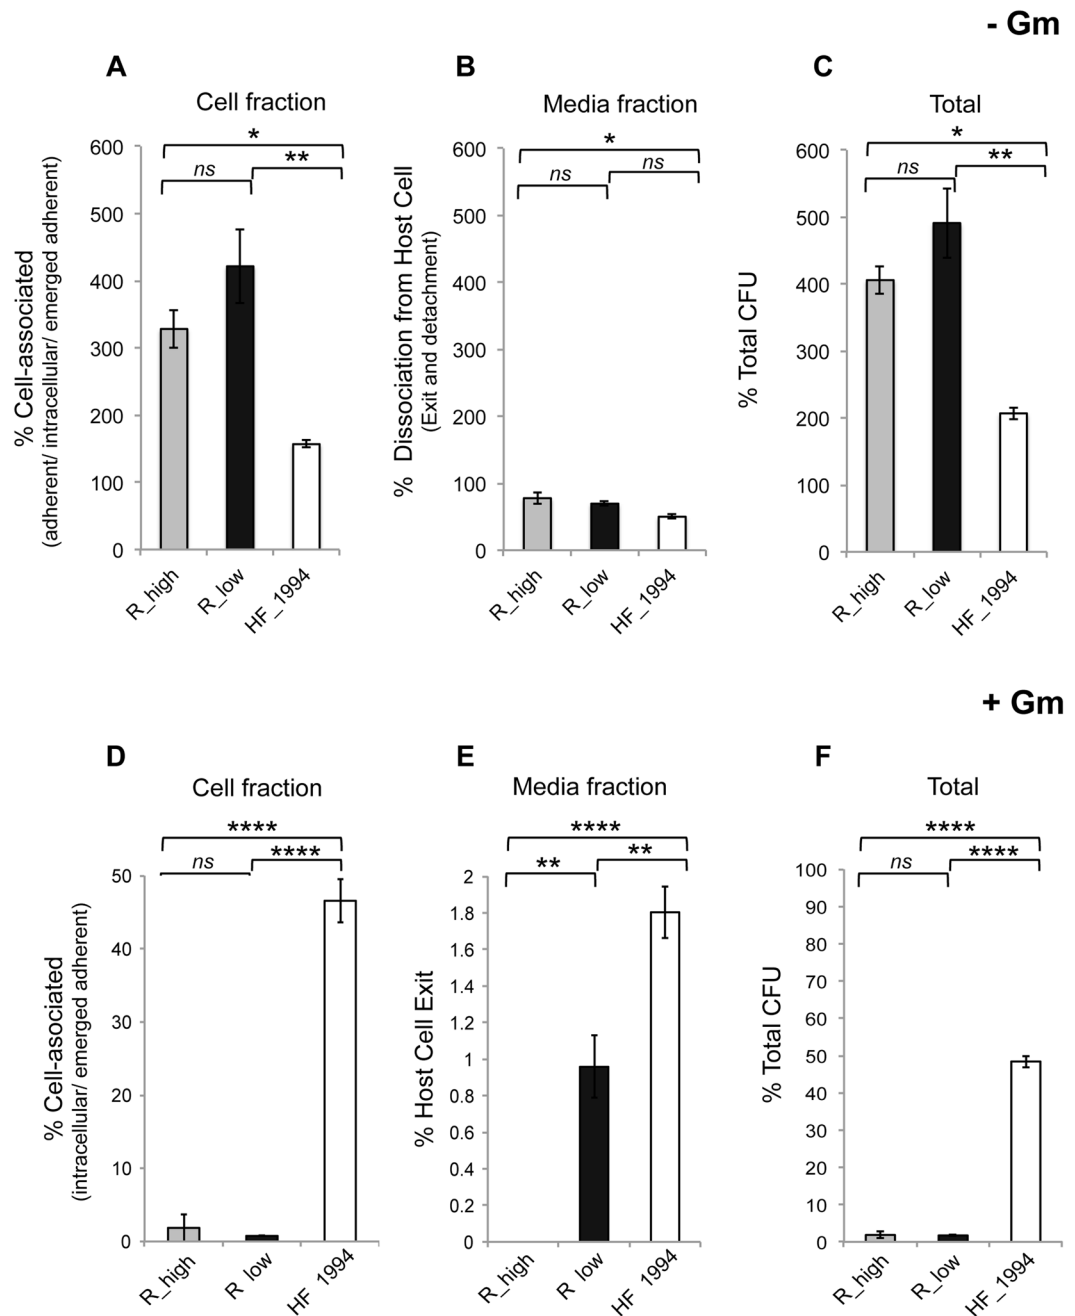 - Gm
A
Cell fraction
*
ns
**
600
500
400
300
200
100
0
% Cell-associated
(adherent/ intracellular/ emerged adherent)
R_high
R_low
HF_1994
B
Media fraction
*
ns
ns
600
500
400
300
200
100
0
% Dissociation from Host Cell
(Exit and detachment)
R_high
R_low
HF_1994
C
Total
*
ns
**
600
500
400
300
200
100
0
% Total CFU
R_high
R_low
HF_1994
+ Gm
D
Cell fraction
****
ns
****
50
40
30
20
10
0
% Cell-asociated
(intracellular/ emerged adherent)
R_high
R_low
HF_1994
E
Media fraction
****
**
**
2
1.8
1.6
1.4
1.2
1
0.8
0.6
0.4
0.2
0
% Host Cell Exit
R_high
R_low
HF_1994
F
Total
****
ns
****
100
90
80
70
60
50
40
30
20
10
0
% Total CFU
R_high
R_low
HF_1994